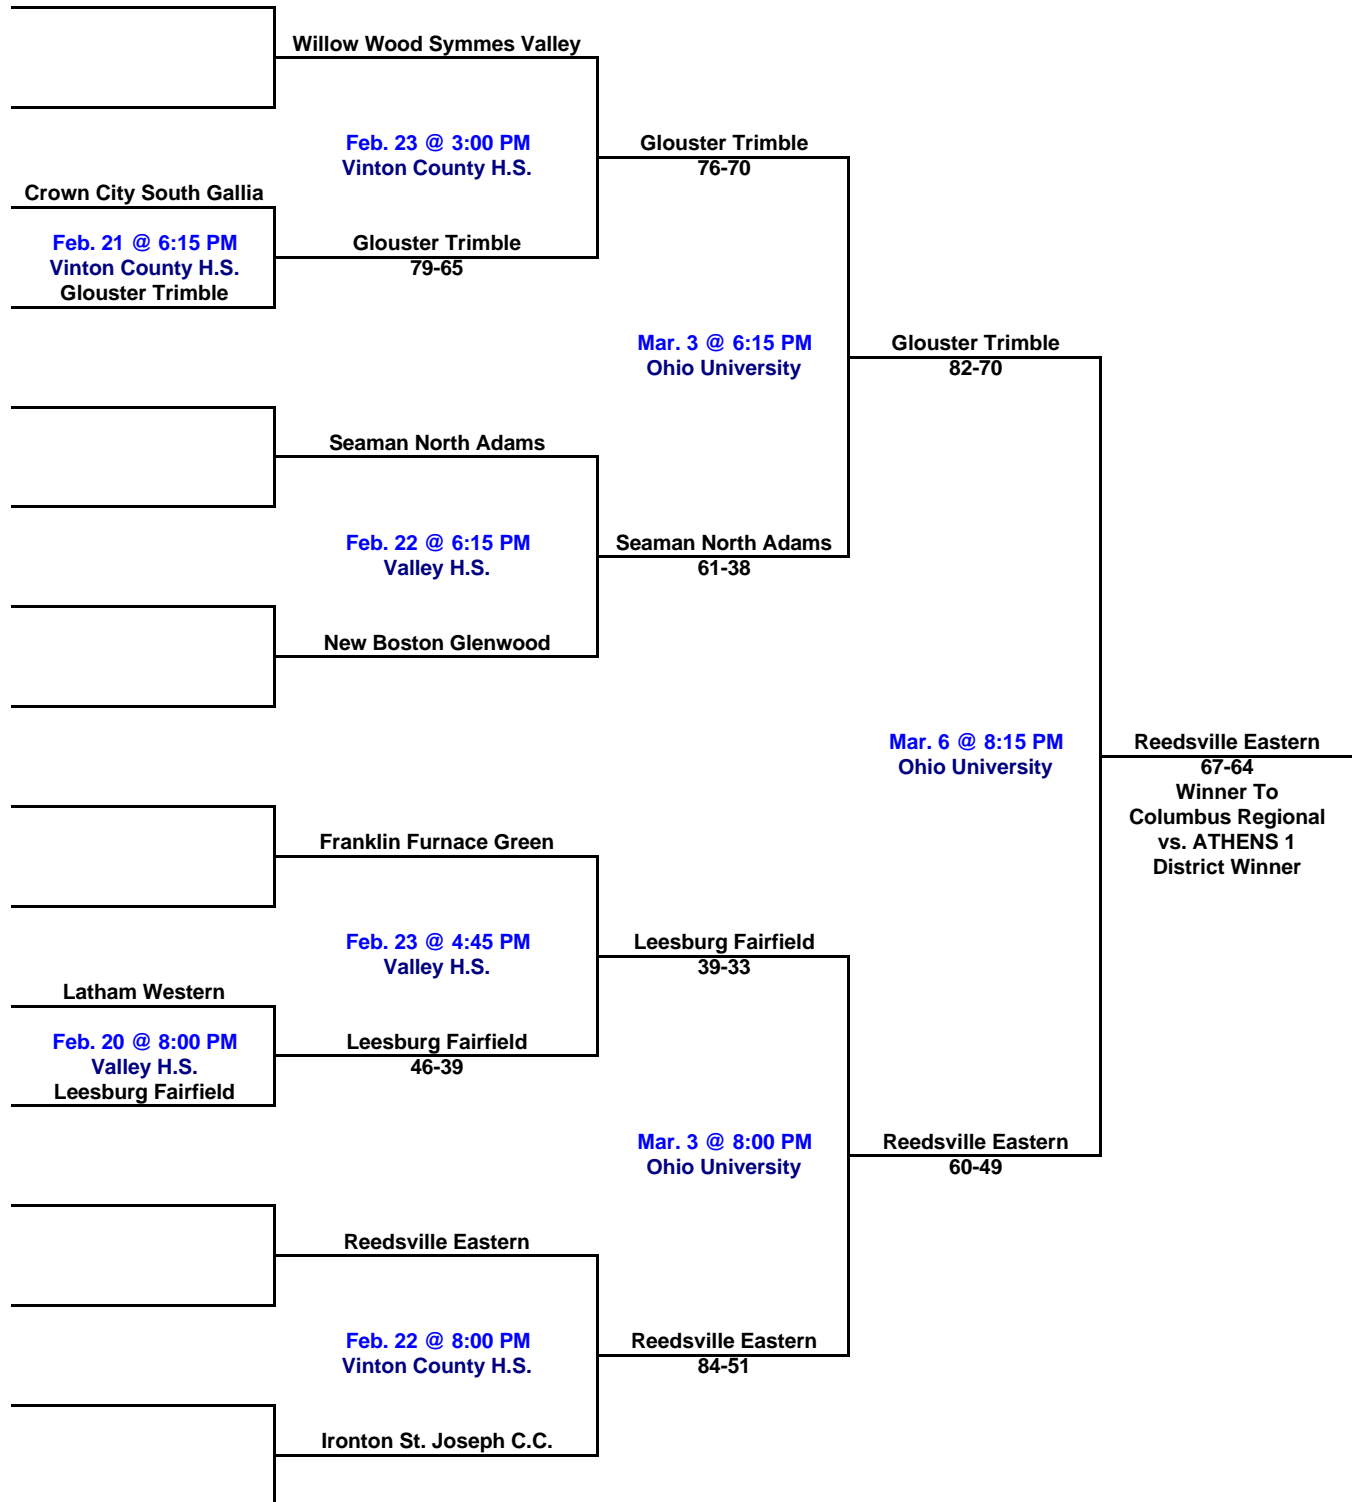 Willow Wood Symmes Valley
Feb. 23 @ 3:00 PM
Vinton County H.S.
Glouster Trimble
76-70
Crown City South Gallia
Feb. 21 @ 6:15 PM
Vinton County H.S.
Glouster Trimble
Glouster Trimble
79-65
Mar. 3 @ 6:15 PM
Ohio University
Glouster Trimble
82-70
Seaman North Adams
Feb. 22 @ 6:15 PM
Valley H.S.
Seaman North Adams
61-38
New Boston Glenwood
Mar. 6 @ 8:15 PM
Ohio University
Reedsville Eastern
67-64
Winner To
Columbus Regional
vs. ATHENS 1
District Winner
Franklin Furnace Green
Feb. 23 @ 4:45 PM
Valley H.S.
Leesburg Fairfield
39-33
Latham Western
Feb. 20 @ 8:00 PM
Valley H.S.
Leesburg Fairfield
Leesburg Fairfield
46-39
Mar. 3 @ 8:00 PM
Ohio University
Reedsville Eastern
60-49
Reedsville Eastern
Feb. 22 @ 8:00 PM
Vinton County H.S.
Reedsville Eastern
84-51
Ironton St. Joseph C.C.